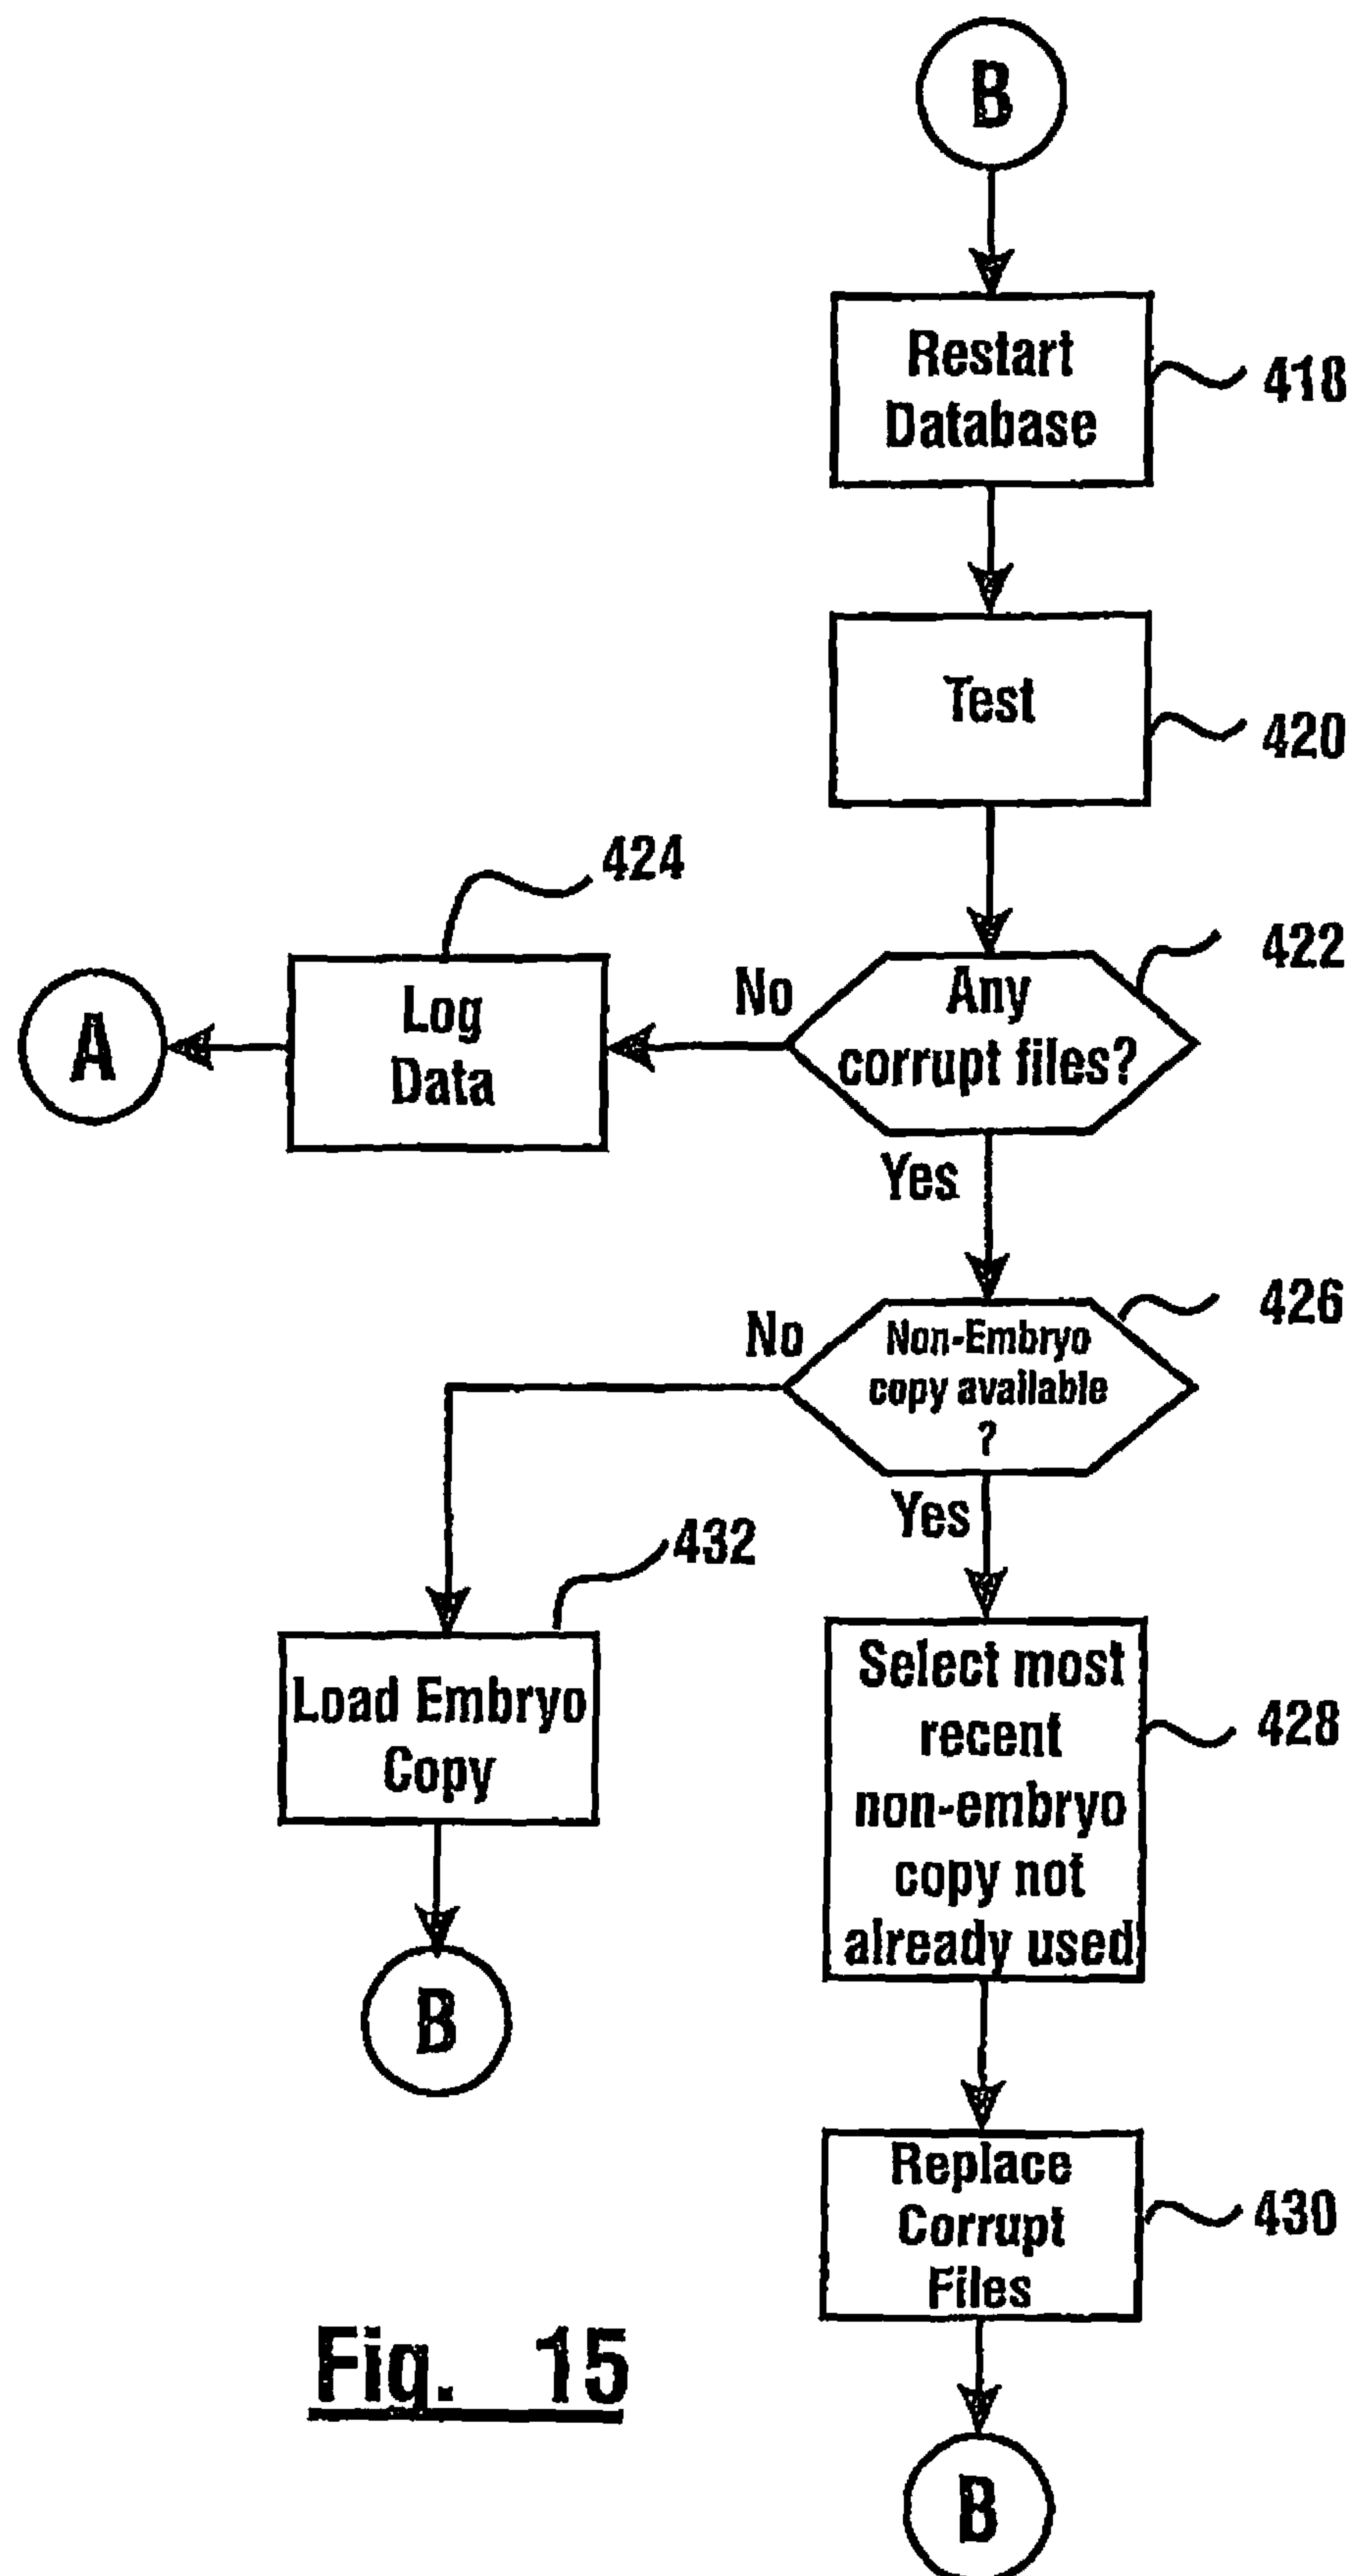 B
Restart
Database
418
Test
420
424
422
Any
corrupt files?
No
Log
Data
A
Yes
426
No
Non-Embryo
copy available
?
Yes
432
Load Embryo
Copy
B
Select most
recent
non-embryo
copy not
already used
428
Replace
Corrupt
Files
430
Fig. 15
B